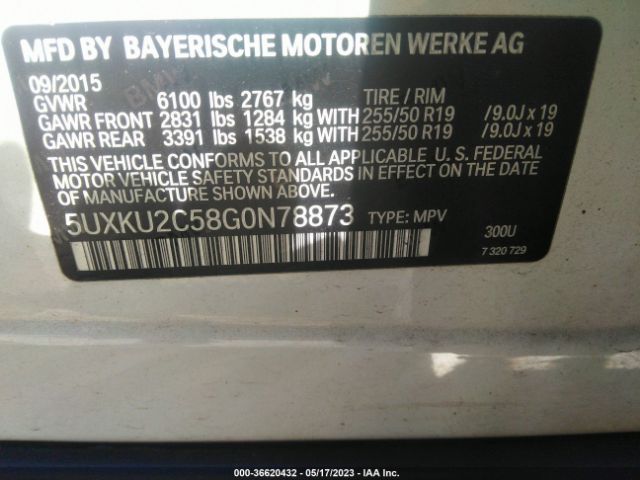 MFD BY BAYERISCHE MOTOREN WERKE AG
09/2015
GVWR 6100 lbs 2767 kg TIRE / RIM
GAWR FRONT 2831 lbs 1284 kg WITH 255/50 R19 /9.0J x 19
GAWR REAR 3391 lbs 1538 kg WITH 255/50 R19 /9.0J x 19
THIS VEHICLE CONFORMS TO ALL APPLICABLE U. S. FEDERAL
MOTOR VEHICLE SAFETY STANDARDS IN EFFECT ON THE DATE
OF MANUFACTURE SHOWN ABOVE.
5UXKU2C58G0N78873 TYPE: MPV 300U
7 320 729
000-36620432 - 05/17/2023 - IAA Inc.